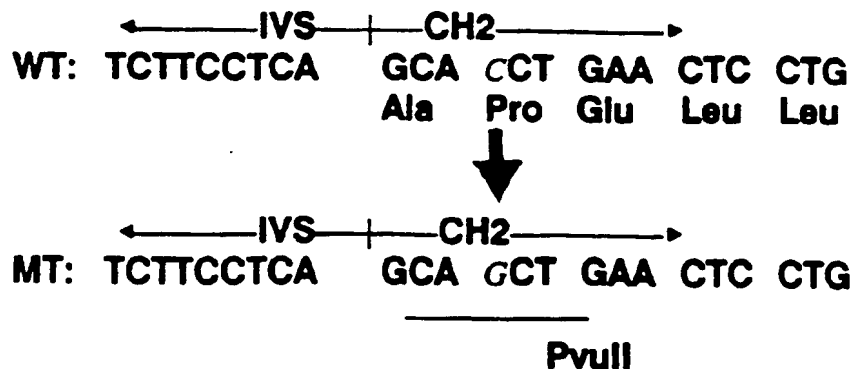 IVS CH2
WT: TCTTCCTCA GCA CCT GAA CTC CTG
Ala Pro Glu Leu Leu
IVS CH2
MT: TCTTCCTCA GCA GCT GAA CTC CTG
PvuII